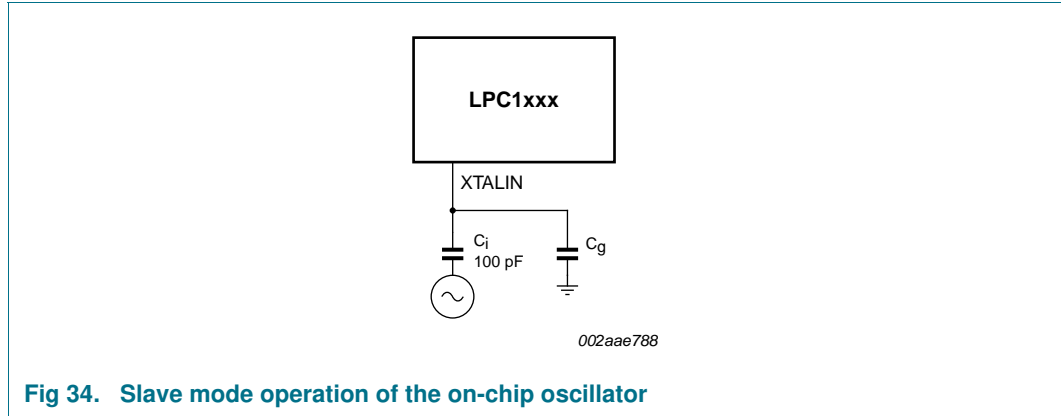 LPC1xxx
XTALIN
Ci
100 pF
Cg
002aae788
Fig 34. Slave mode operation of the on-chip oscillator